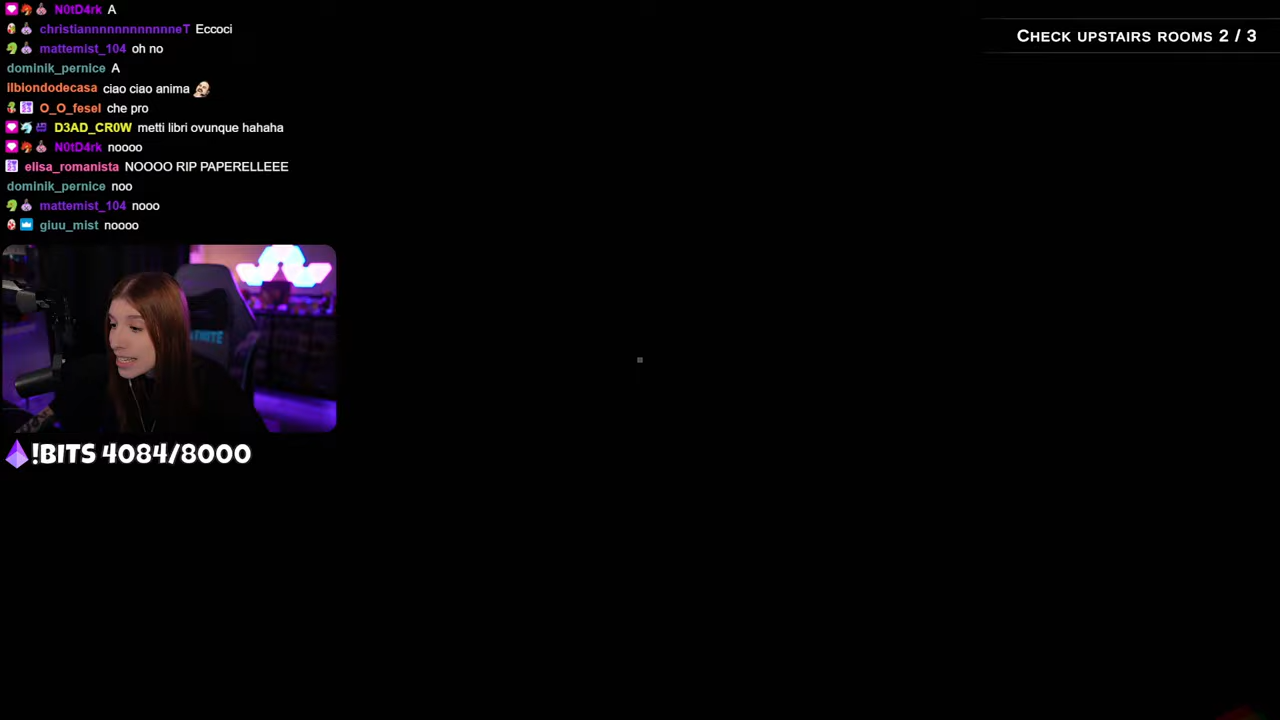 N0tD4rk A
christiannnnnnnnnnneT Eccoci
mattemist_104 oh no
dominik_pernice A
ilbiondodecasa ciao ciao anima
O_O_fesel che pro
D3AD_CR0W metti libri ovunque hahaha
N0tD4rk noooo
elisa_romanista NOOOO RIP PAPERELLEEE
dominik_pernice noo
mattemist_104 nooo
giuu_mist noooo
!BITS 4084/8000
CHECK UPSTAIRS ROOMS 2 / 3